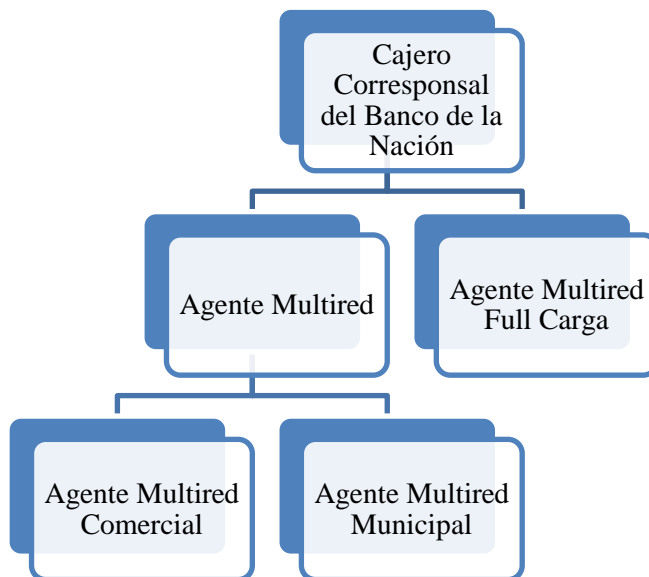 Cajero
Corresponsal
del Banco de la
Nación
Agente Multired
Agente Multired
Full Carga
Agente Multired
Comercial
Agente Multired
Municipal